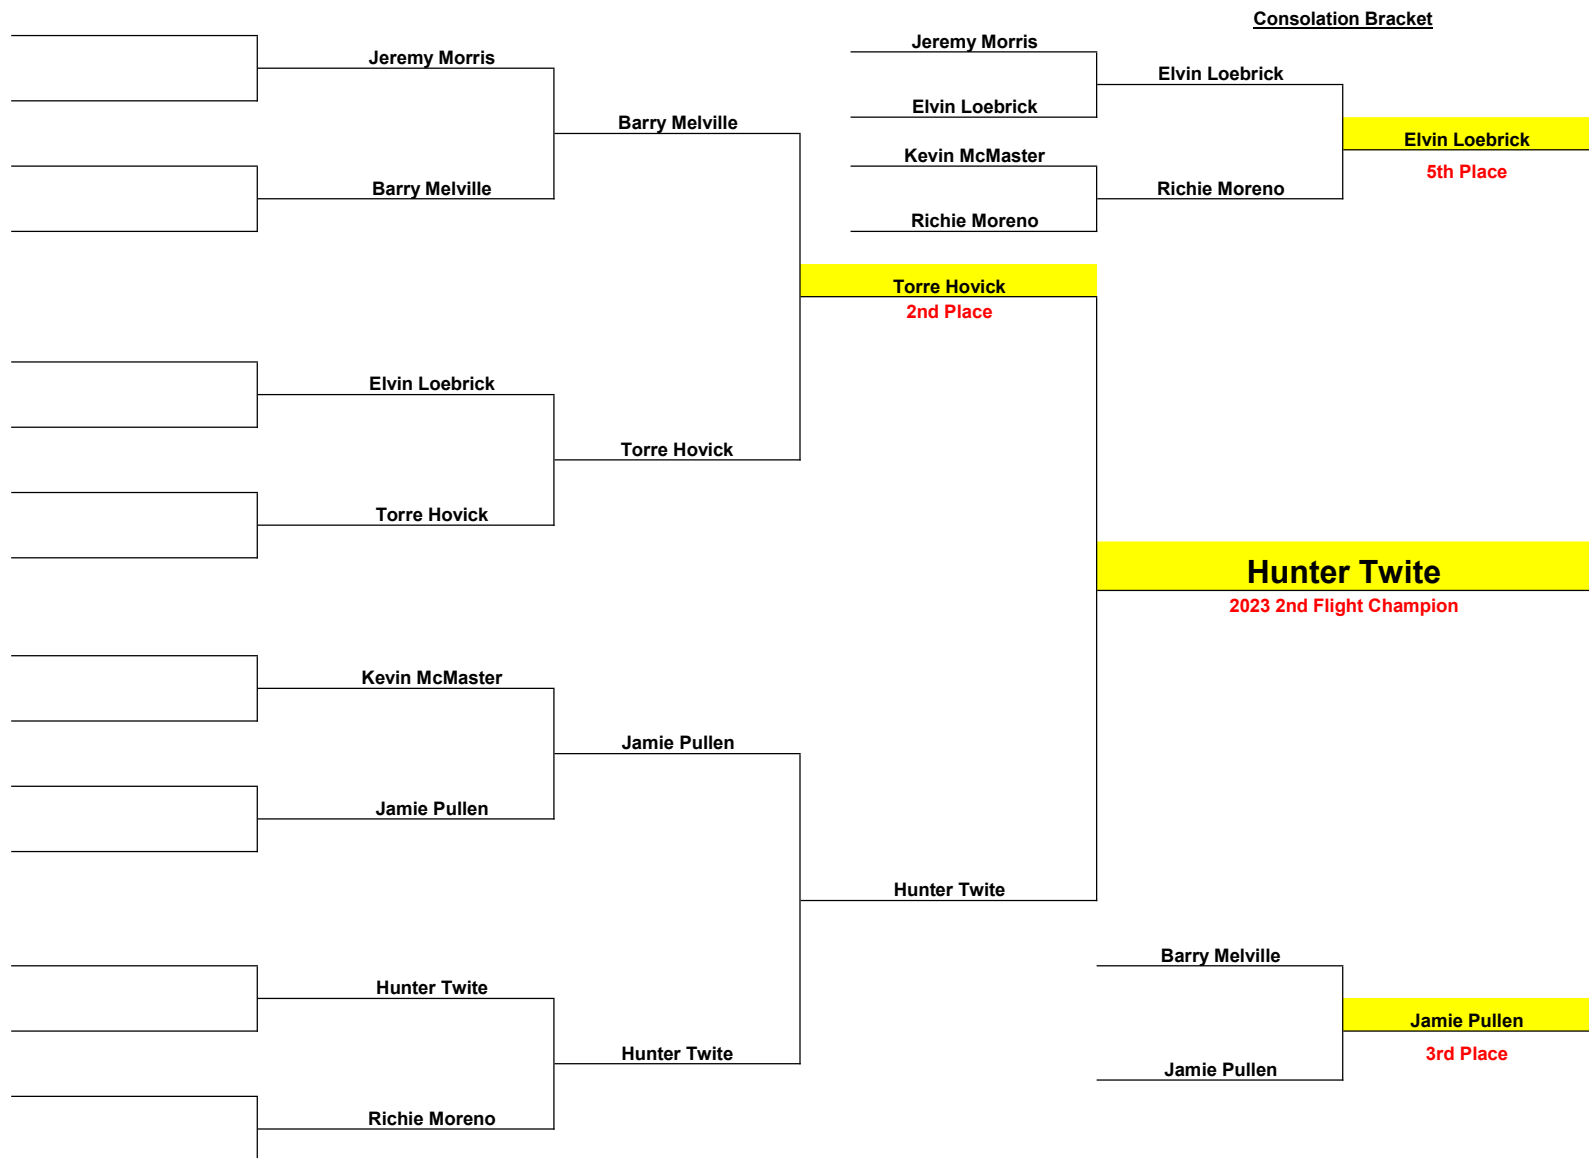 Consolation Bracket
Jeremy Morris
Jeremy Morris
Elvin Loebrick
Elvin Loebrick
Barry Melville
Elvin Loebrick
5th Place
Kevin McMaster
Barry Melville
Richie Moreno
Richie Moreno
Torre Hovick
2nd Place
Elvin Loebrick
Torre Hovick
Torre Hovick
Hunter Twite
2023 2nd Flight Champion
Kevin McMaster
Jamie Pullen
Jamie Pullen
Hunter Twite
Barry Melville
Hunter Twite
Jamie Pullen
3rd Place
Hunter Twite
Jamie Pullen
Richie Moreno